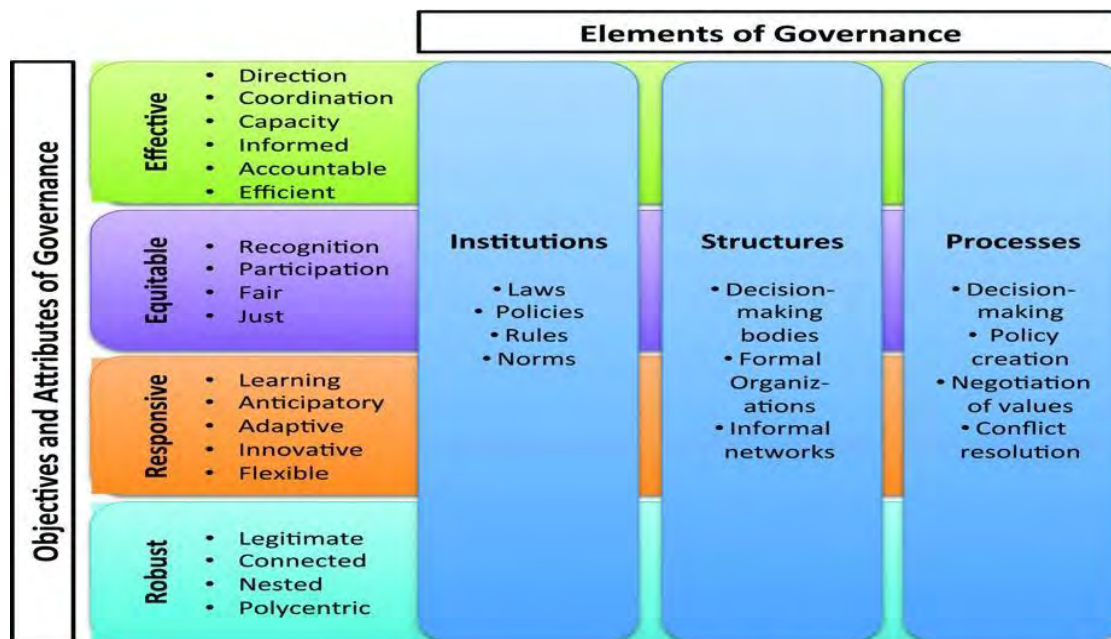 Elements of Governance
Objectives and Attributes of Governance
Effective
• Direction
• Coordination
• Capacity
• Informed
• Accountable
• Efficient
Equitable
• Recognition
• Participation
• Fair
• Just
Responsive
• Learning
• Anticipatory
• Adaptive
• Innovative
• Flexible
Robust
• Legitimate
• Connected
• Nested
• Polycentric
Institutions
• Laws
• Policies
• Rules
• Norms
Structures
• Decision-
making
bodies
• Formal
Organiz-
ations
• Informal
networks
Processes
• Decision-
making
• Policy
creation
• Negotiation
of values
• Conflict
resolution